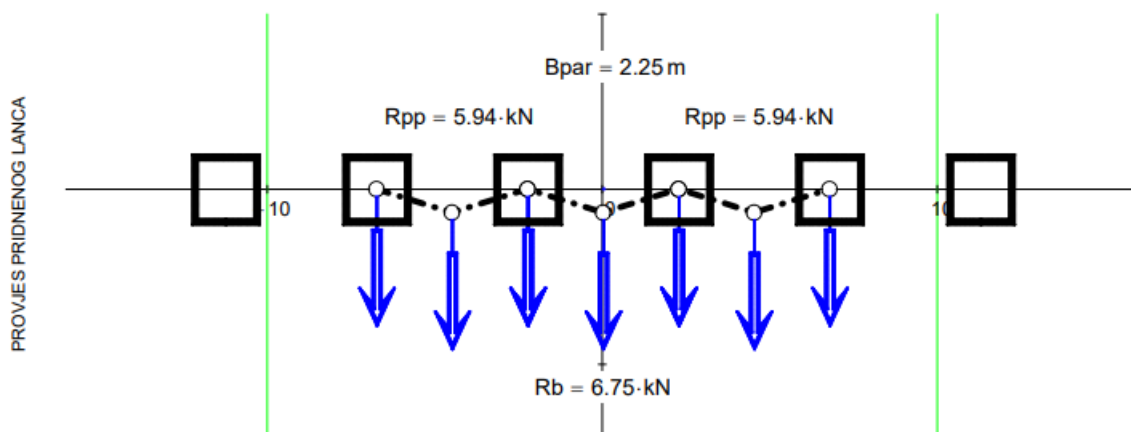 PROVJES PRIDNENOG LANCA
Bpar = 2.25 m
Rpp = 5.94·kN
Rpp = 5.94·kN
-10
0
10
Rb = 6.75·kN